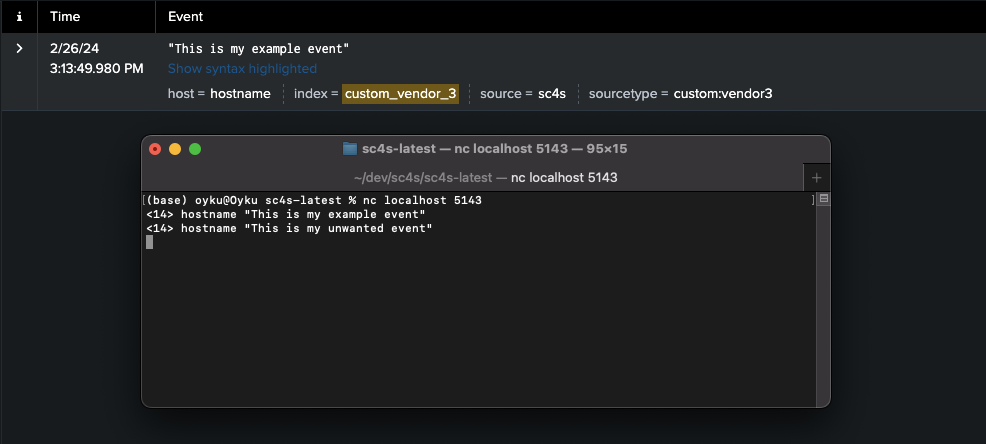 i Time Event
> 2/26/24 "This is my example event"
3:13:49.980 PM Show syntax highlighted
host = hostname index = custom_vendor_3 source = sc4s sourcetype = custom:vendor3
sc4s-latest — nc localhost 5143 — 95×15
~/dev/sc4s/sc4s-latest — nc localhost 5143 +
[(base) oyku@Oyku sc4s-latest % nc localhost 5143 ]
<14> hostname "This is my example event"
<14> hostname "This is my unwanted event"